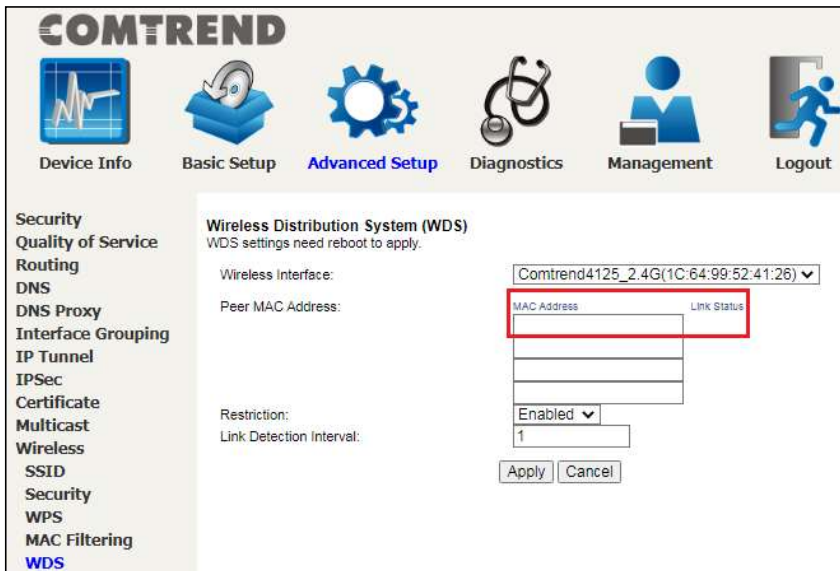 COMTREND
Device Info Basic Setup Advanced Setup Diagnostics Management Logout
Security
Quality of Service
Routing
DNS
DNS Proxy
Interface Grouping
IP Tunnel
IPSec
Certificate
Multicast
Wireless
SSID
Security
WPS
MAC Filtering
WDS
Wireless Distribution System (WDS)
WDS settings need reboot to apply.
Wireless Interface: Comtrend4125_2.4G(1C:64:99:52:41:26)
Peer MAC Address: MAC Address Link Status
Restriction: Enabled
Link Detection Interval: 1
Apply Cancel